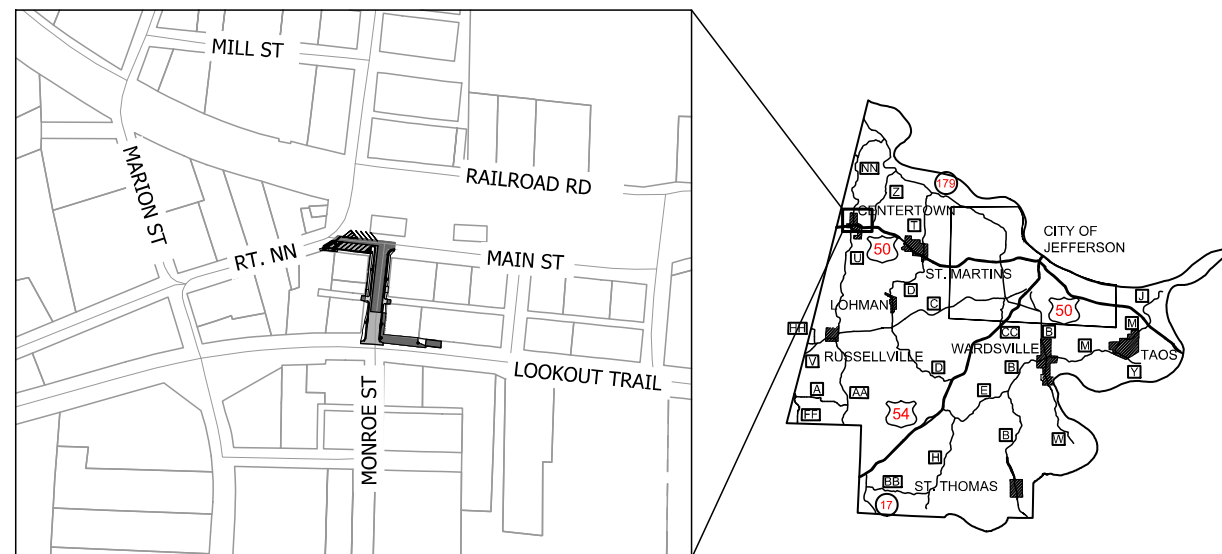 MILL ST
MARION ST
RAILROAD RD
RT. NN
MAIN ST
LOOKOUT TRAIL
MONROE ST
NN
179
Z
CENTERTOWN
T
CITY OF
JEFFERSON
50
U
ST. MARTINS
D
J
LOHMAN
C
50
HH
M
CC
B
RUSSELLVILLE
WARDSVILLE
M
TAOS
V
D
B
Y
A
AA
E
FF
54
B
W
H
BB
ST. THOMAS
17